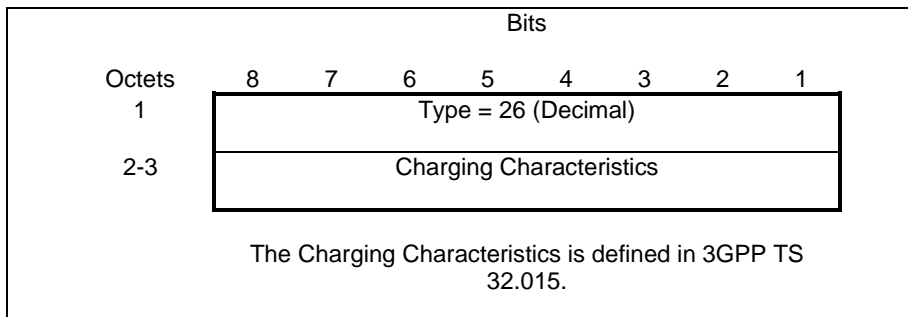 Bits
Octets 8 7 6 5 4 3 2 1
1 Type = 26 (Decimal)
2-3 Charging Characteristics
The Charging Characteristics is defined in 3GPP TS
32.015.